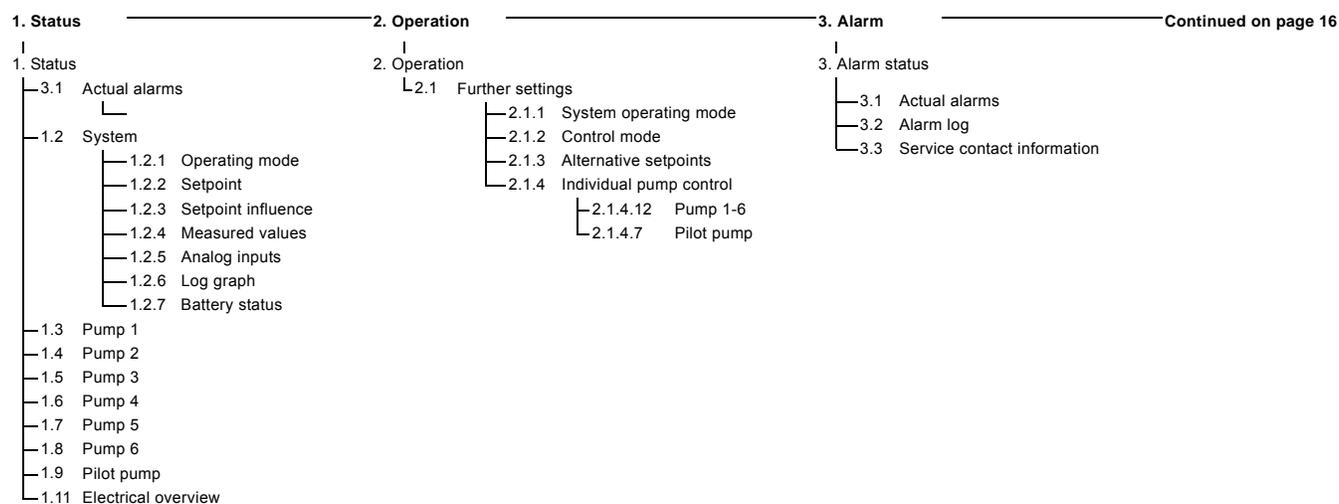 1. Status 2. Operation 3. Alarm Continued on page 16
1. Status
3.1 Actual alarms
1.2 System
1.2.1 Operating mode
1.2.2 Setpoint
1.2.3 Setpoint influence
1.2.4 Measured values
1.2.5 Analog inputs
1.2.6 Log graph
1.2.7 Battery status
1.3 Pump 1
1.4 Pump 2
1.5 Pump 3
1.6 Pump 4
1.7 Pump 5
1.8 Pump 6
1.9 Pilot pump
1.11 Electrical overview
2. Operation
2.1 Further settings
2.1.1 System operating mode
2.1.2 Control mode
2.1.3 Alternative setpoints
2.1.4 Individual pump control
2.1.4.12 Pump 1-6
2.1.4.7 Pilot pump
3. Alarm status
3.1 Actual alarms
3.2 Alarm log
3.3 Service contact information